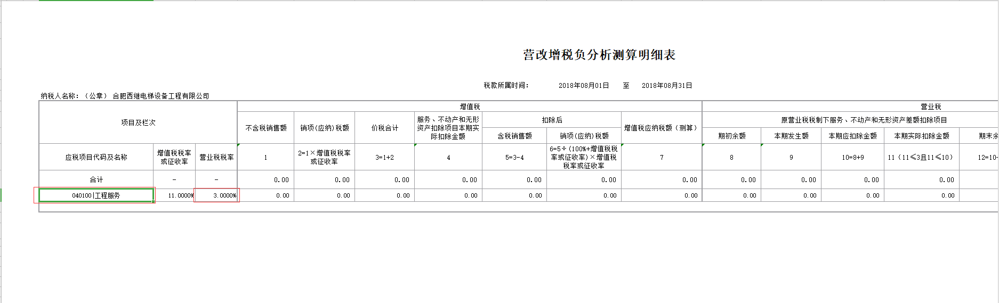 营改增税负分析测算明细表
税款所属时间： 2018年08月01日 至 2018年08月31日
纳税人名称：（公章） 合肥西继电梯设备工程有限公司
项目及栏次
增值税
营业税
不含税销售额
销项(应纳)税额
价税合计
服务、不动产和无形
资产扣除项目本期实
际扣除金额
扣除后
含税销售额
销项(应纳)税额
增值税应纳税额（测算）
原营业税税制下服务、不动产和无形资产差额扣除项目
期初余额
本期发生额
本期应扣除金额
本期实际扣除金额
期末余
应税项目代码及名称
增值税税率
或征收率
营业税税率
1
2=1×增值税税率
或征收率
3=1+2
4
5=3-4
6=5÷(100%+增值税税
率或征收率)×增值税
税率或征收率
7
8
9
10=8+9
11（11≤3且11≤10）
12=10-
合计 - - 0.00 0.00 0.00 0.00 0.00 0.00 0.00 0.00 0.00 0.00 0.00
040100|工程服务 11.0000% 3.0000% 0.00 0.00 0.00 0.00 0.00 0.00 0.00 0.00 0.00 0.00 0.00